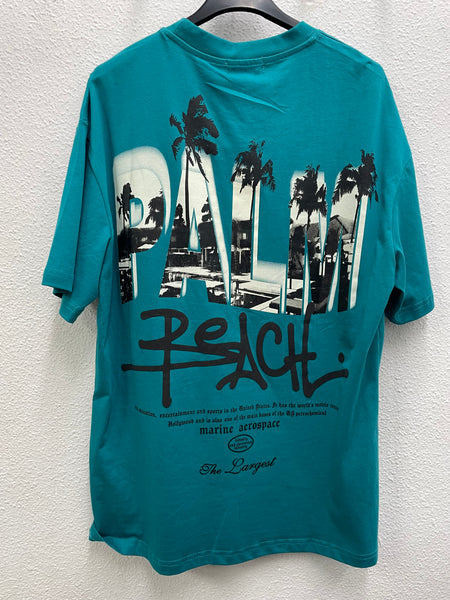 PALM
BeACH.
entertainment and sports in the United States. It has the world's
Hollywood and is also one of the main bases of the US petrochemical
marine aerospace
The Largest